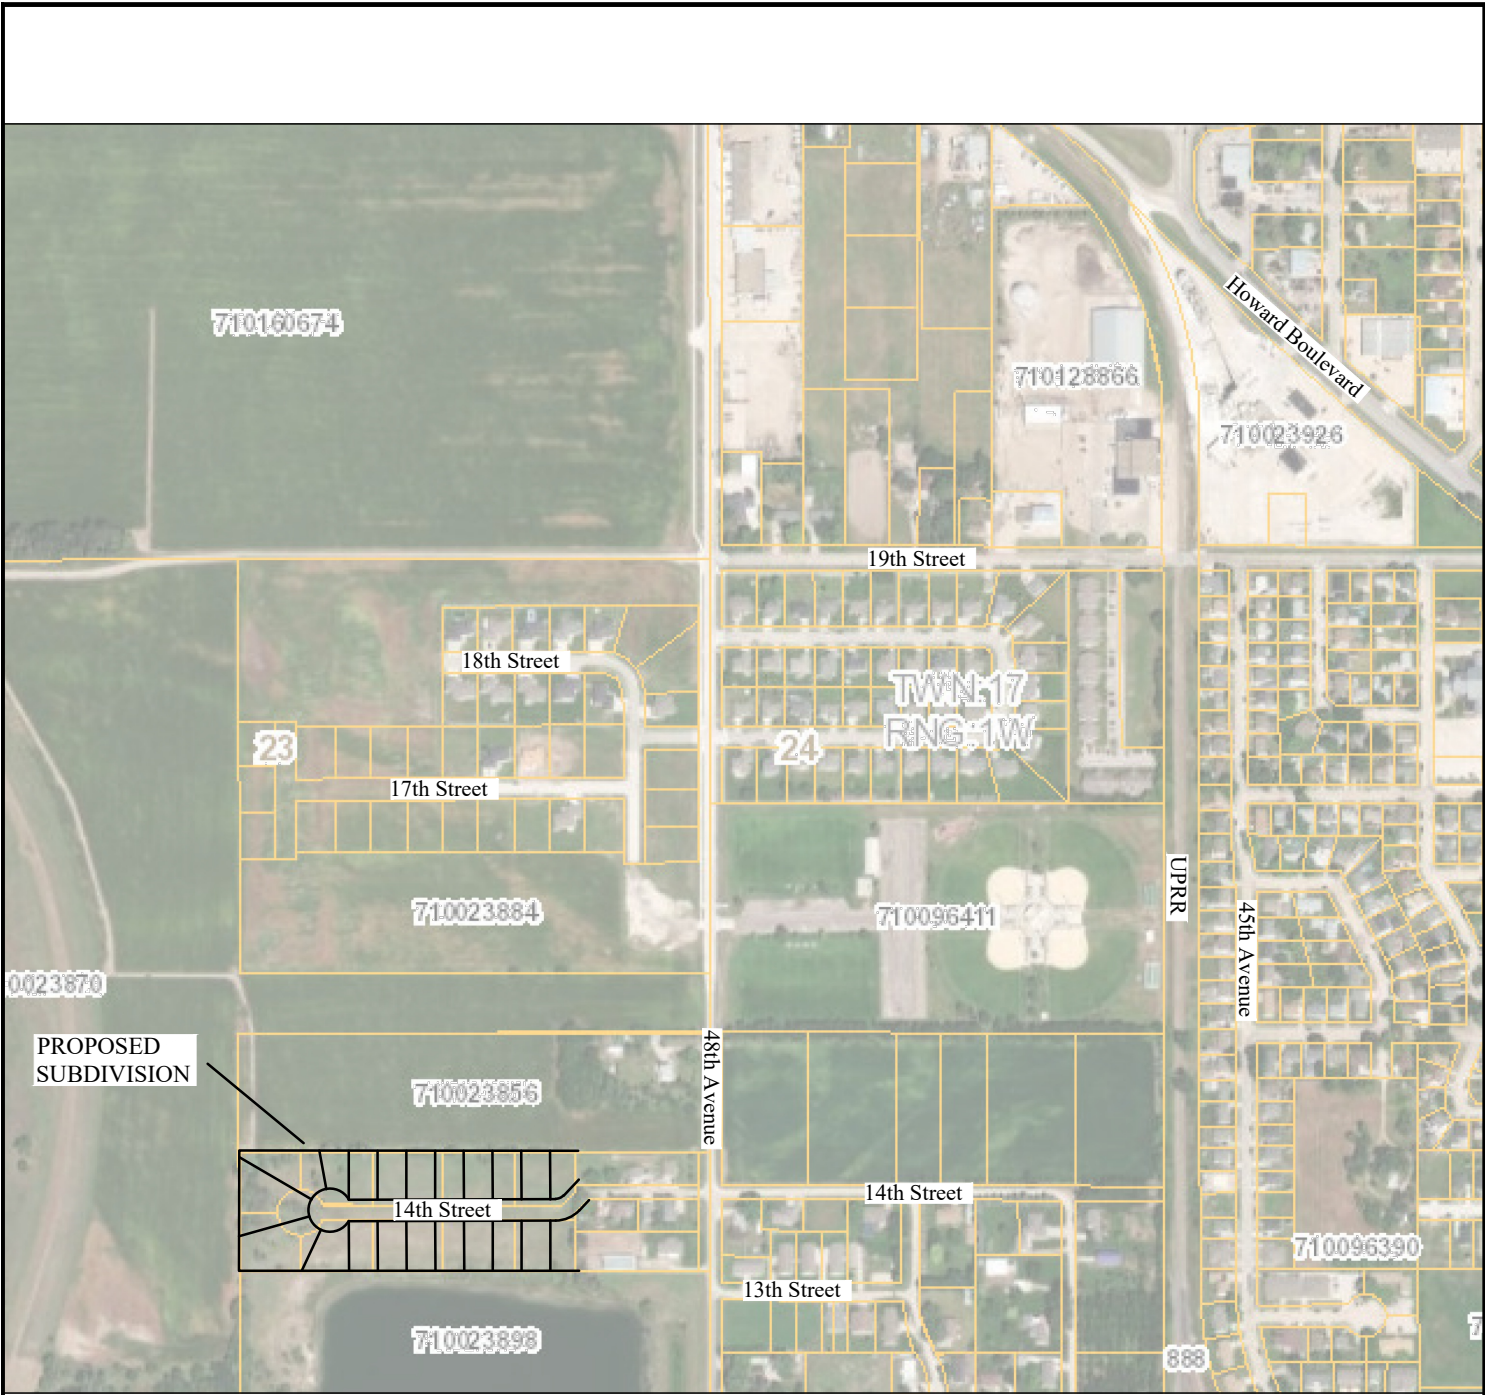 710160674
Howard Boulevard
710128866
710023926
19th Street
18th Street
TWN: 17
RNG: 1W
23
24
17th Street
UPRR
710023884
710096411
45th Avenue
0023870
PROPOSED
SUBDIVISION
48th Avenue
710023856
14th Street
14th Street
710096390
13th Street
710023898
888